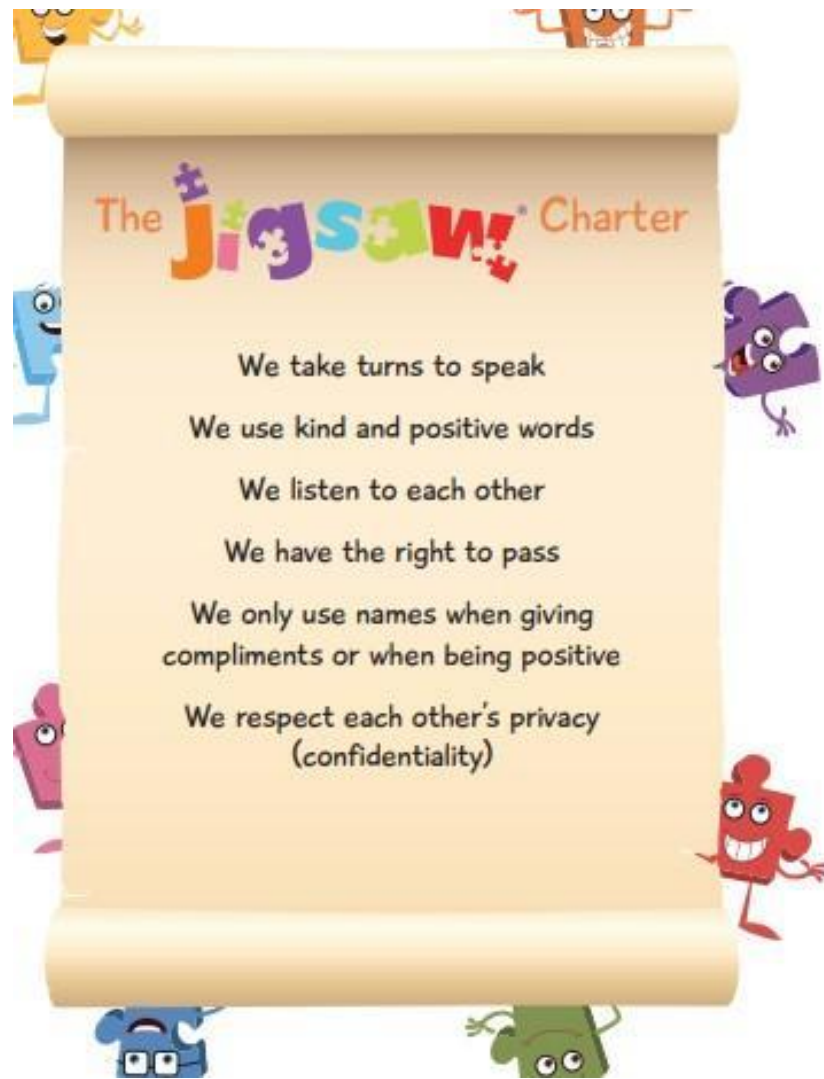 The Jigsaw® Charter
We take turns to speak
We use kind and positive words
We listen to each other
We have the right to pass
We only use names when giving
compliments or when being positive
We respect each other's privacy
(confidentiality)